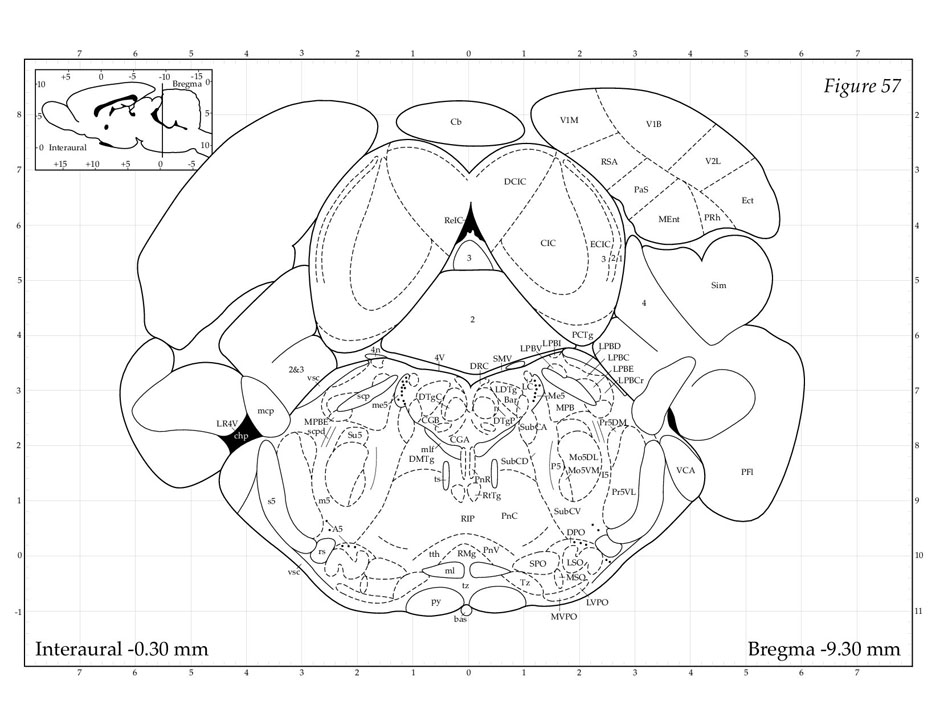 7 6 5 4 3 2 1 0 1 2 3 4 5 6 7
+5 0 -5 -10 -15
Bregma
10 0
5 5
0 Interaural 10
+15 +10 +5 0 -5
Figure 57
8 2
7 3
6 4
5 5
4 6
3 7
2 8
1 9
0 10
-1 11
Cb
V1M
V1B
RSA
V2L
PaS
Ect
MEnt
PRh
DCIC
ReIC
CIC
ECIC
3 2 1
3
Sim
4
2
PCTg
4n
4V
LPBV
LPBI
LPBD
SMV
LPBC
DRC
LPBE
2&3
vsc
LPBCr
scp
me5
DTgC
LDTg
LC
Bar
Me5
mcp
MPB
LR4V
MPBE
CGB
DTgP
SubCA
Pr5DM
chp
scpd
Su5
CGA
mlf
DMTg
SubCD
Mo5DL
P5
Mo5VM
I5
VCA
PFl
ts
PnR
RtTg
Pr5VL
s5
m5
RIP
PnC
SubCV
A5
DPO
rs
tth
RMg
PnV
SPO
LSO
vsc
ml
MSO
tz
Tz
py
LVPO
bas
MVPO
Interaural -0.30 mm
Bregma -9.30 mm
7 6 5 4 3 2 1 0 1 2 3 4 5 6 7